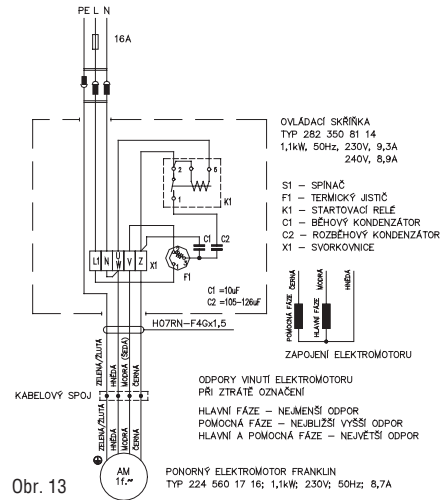 PE L N
16A
OVLÁDACÍ SKŘÍŇKA
TYP 282 350 81 14
1,1kW, 50Hz, 230V, 9,3A
240V, 8,9A
S1 – SPÍNAČ
F1 – TERMICKÝ JISTIČ
K1 – STARTOVACÍ RELÉ
C1 – BĚHOVÝ KONDENZÁTOR
C2 – ROZBĚHOVÝ KONDENZÁTOR
X1 – SVORKOVNICE
2
5
1
K1
L1 N U W V Z X1
F1
C1 C2
C1 =10uF
C2 =105–126uF
H07RN–F4Gx1,5
POMOCNÁ FÁZE ČERNÁ
HLAVNÍ FÁZE MODRÁ
HNĚDÁ
ZAPOJENÍ ELEKTROMOTORU
ZELENÁ/ŽLUTÁ
HNĚDÁ
MODRÁ (ŠEDÁ)
ČERNÁ
KABELOVÝ SPOJ
ODPORY VINUTÍ ELEKTROMOTORU
PŘI ZTRÁTĚ OZNAČENÍ
HLAVNÍ FÁZE – NEJMENŠÍ ODPOR
POMOCNÁ FÁZE – NEJBLIŽŠÍ VYŠŠÍ ODPOR
HLAVNÍ A POMOCNÁ FÁZE – NEJVĚTŠÍ ODPOR
ZELENÁ/ŽLUTÁ
HNĚDÁ
MODRÁ
ČERNÁ
AM
1f.~
PONORNÝ ELEKTROMOTOR FRANKLIN
TYP 224 560 17 16; 1,1kW; 230V; 50Hz; 8,7A
Obr. 13